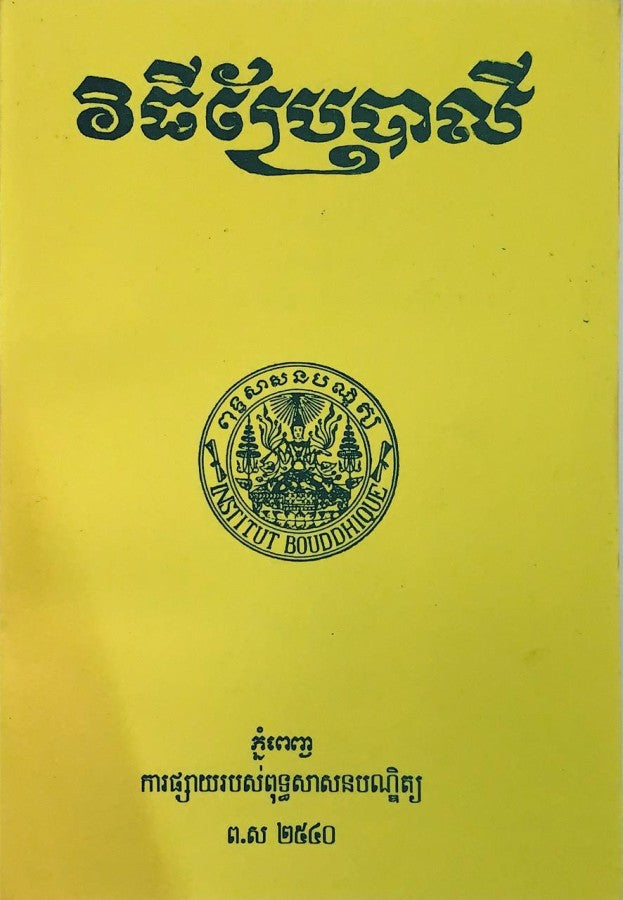 វិធីប្រែបាលី
ពុទ្ធសាសនបណ្ឌិត្យ
INSTITUT BOUDDHIQUE
ភ្នំពេញ
ការផ្សាយរបស់ពុទ្ធសាសនបណ្ឌិត្យ
ព.ស ២៥៤០